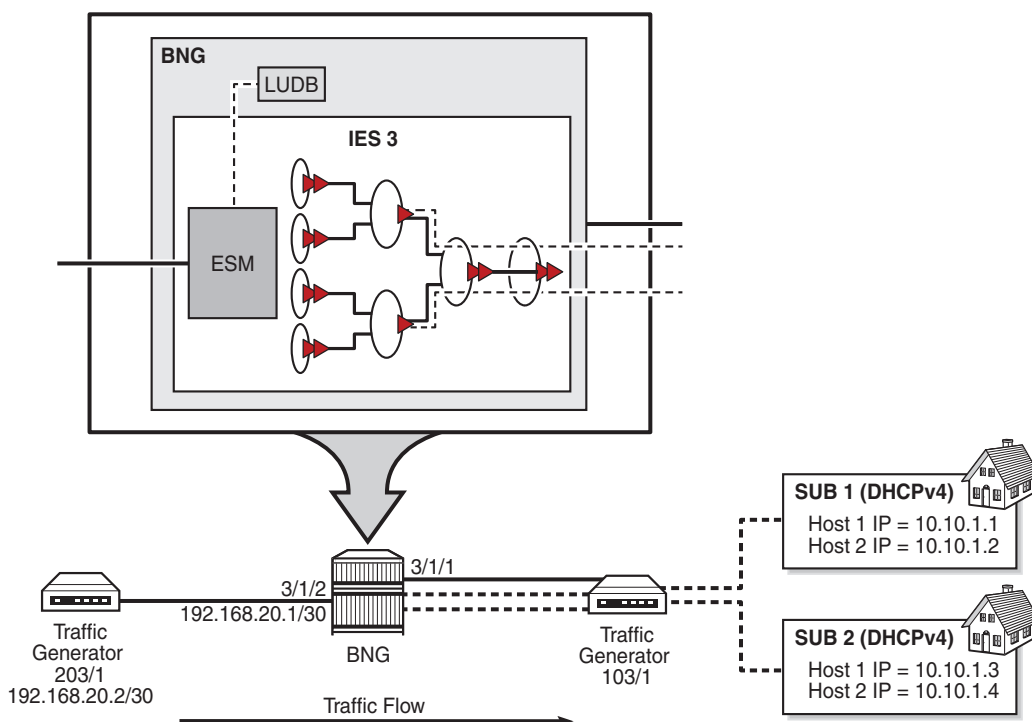 BNG
LUDB
IES 3
ESM
3/1/1
3/1/2
192.168.20.1/30
BNG
Traffic
Generator
203/1
192.168.20.2/30
Traffic
Generator
103/1
SUB 1 (DHCPv4)
Host 1 IP = 10.10.1.1
Host 2 IP = 10.10.1.2
SUB 2 (DHCPv4)
Host 1 IP = 10.10.1.3
Host 2 IP = 10.10.1.4
Traffic Flow